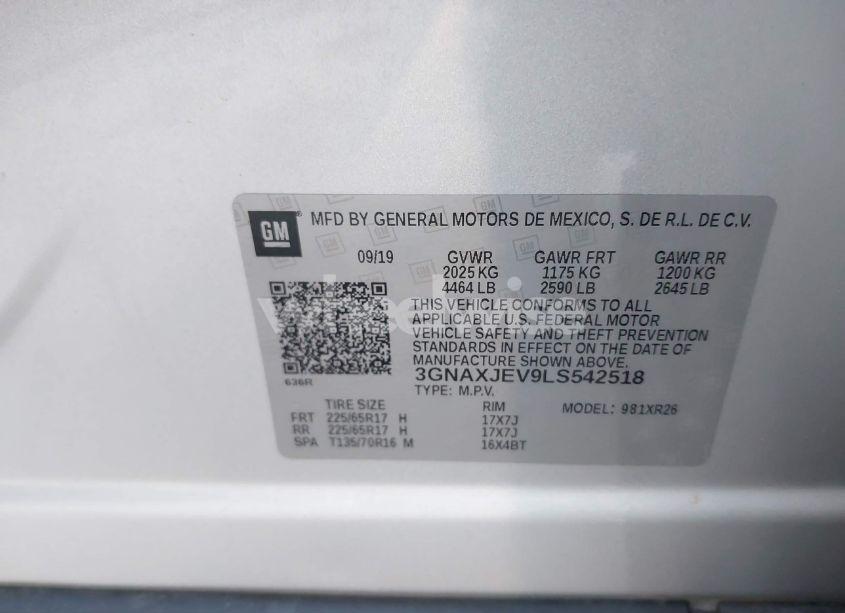 GM
MFD BY GENERAL MOTORS DE MEXICO, S. DE R.L. DE C.V.
09/19 GVWR GAWR FRT GAWR RR
2025 KG 1175 KG 1200 KG
4464 LB 2590 LB 2645 LB
THIS VEHICLE CONFORMS TO ALL
APPLICABLE U.S. FEDERAL MOTOR
VEHICLE SAFETY AND THEFT PREVENTION
STANDARDS IN EFFECT ON THE DATE OF
MANUFACTURE SHOWN ABOVE.
636R
3GNAXJEV9LS542518
TYPE: M.P.V.
TIRE SIZE RIM MODEL: 981XR26
FRT 225/65R17 H 17X7J
RR 225/65R17 H 17X7J
SPA T135/70R16 M 16X4BT